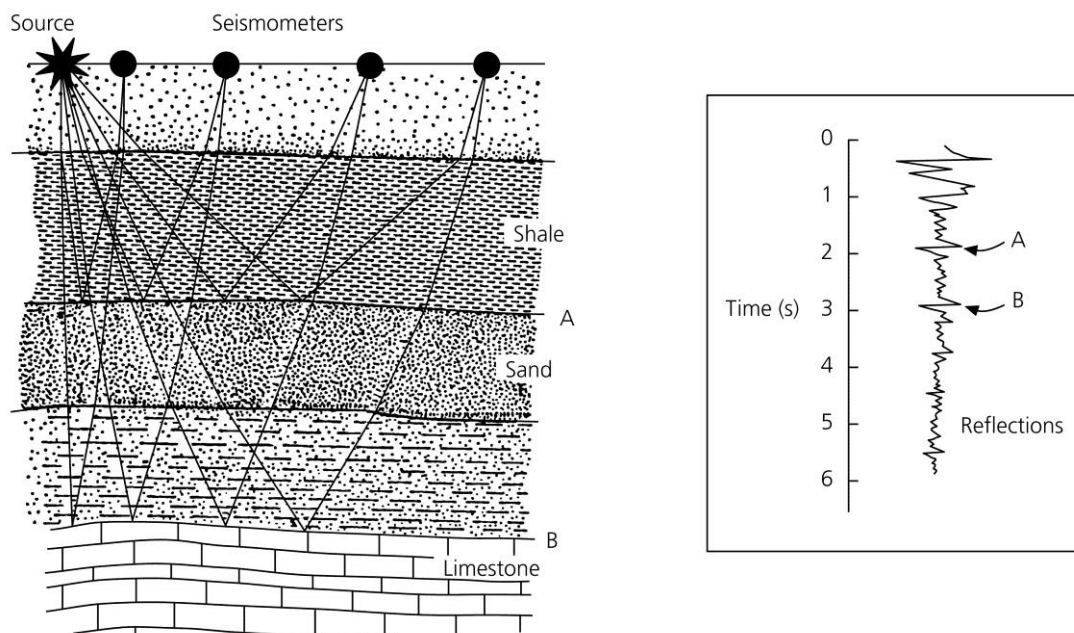 Source
Seismometers
Shale
A
Sand
B
Limestone
0
1
2
A
3
B
Time (s)
4
5
Reflections
6